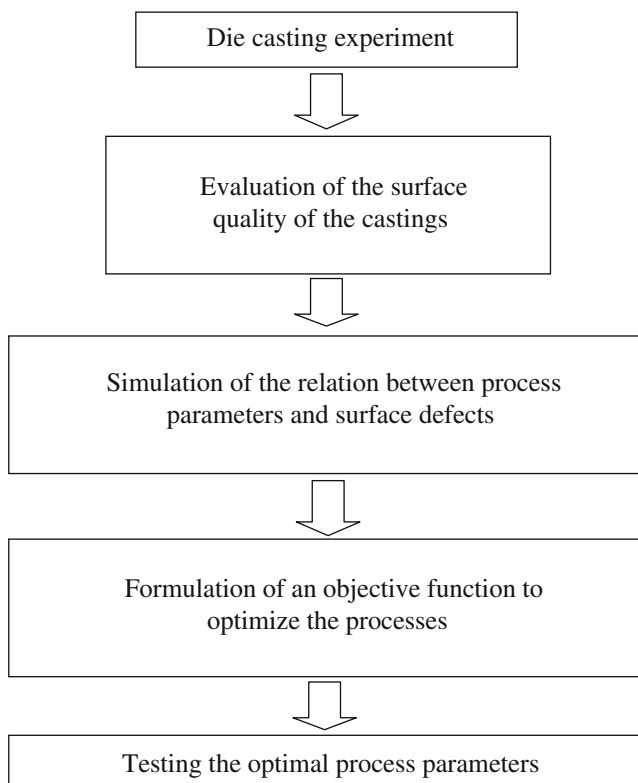 Die casting experiment
Evaluation of the surface
quality of the castings
Simulation of the relation between process
parameters and surface defects
Formulation of an objective function to
optimize the processes
Testing the optimal process parameters